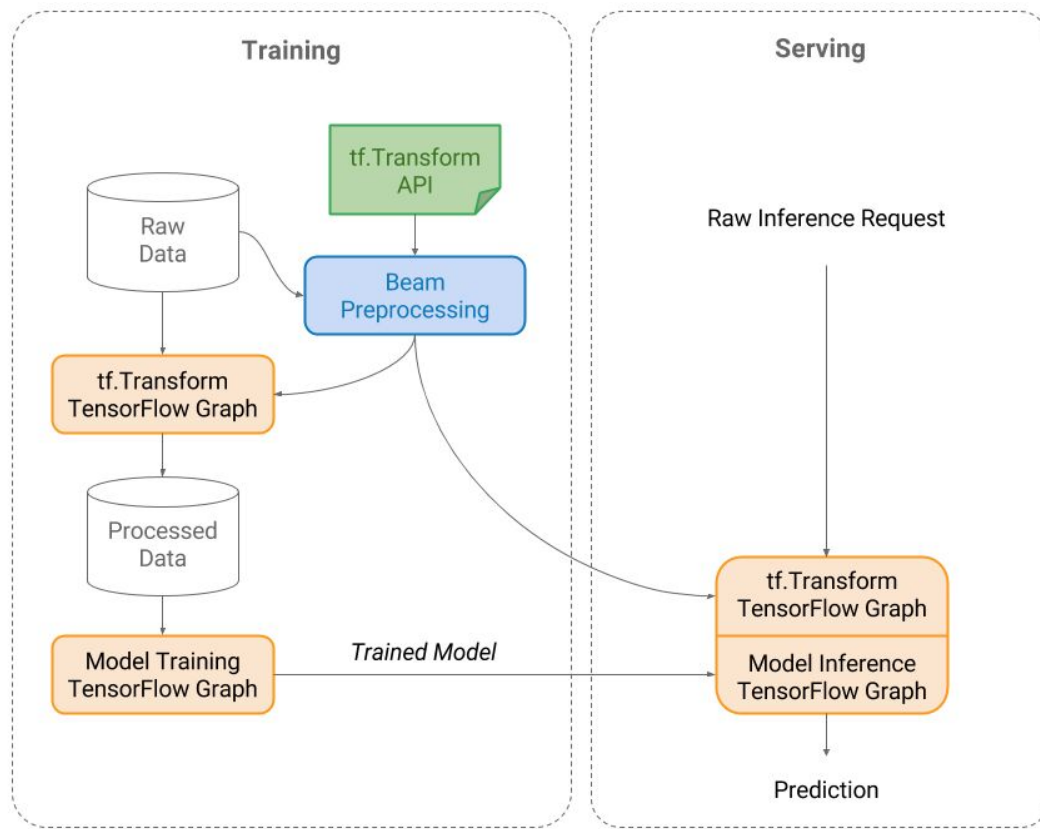 Training
tf.Transform
API
Raw
Data
Beam
Preprocessing
tf.Transform
TensorFlow Graph
Processed
Data
Model Training
TensorFlow Graph
Trained Model
Serving
Raw Inference Request
tf.Transform
TensorFlow Graph
Model Inference
TensorFlow Graph
Prediction